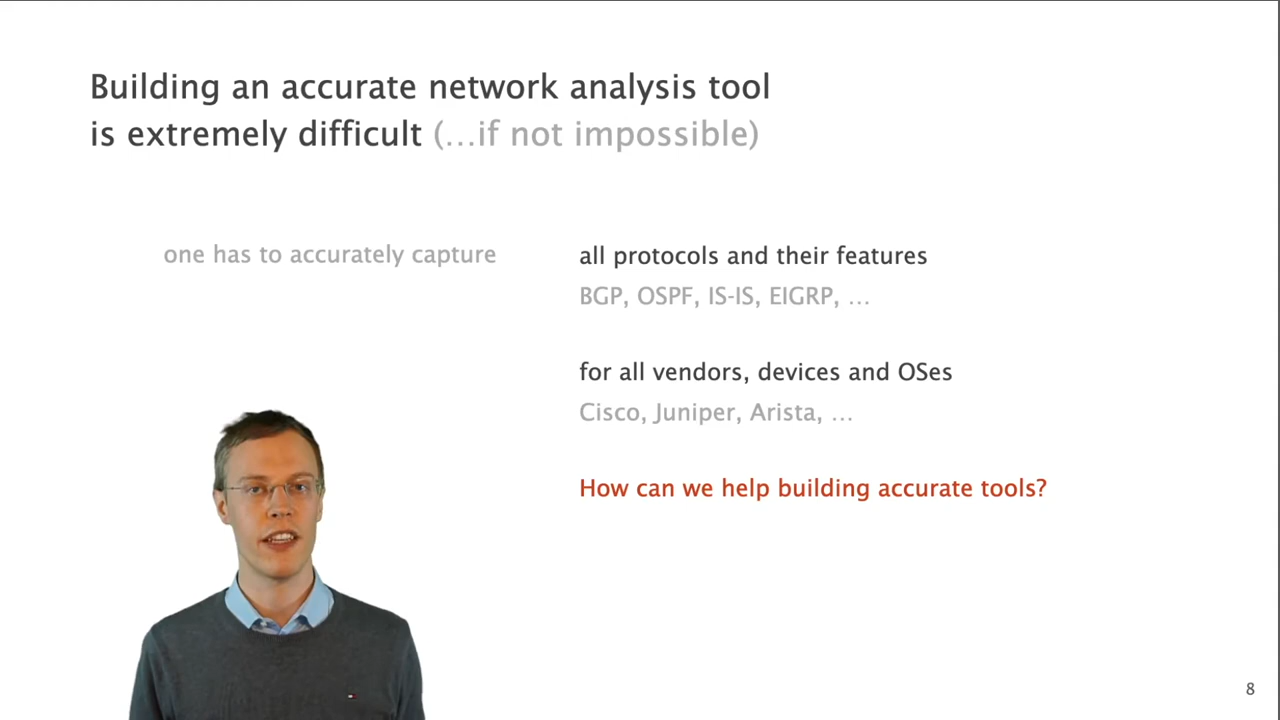 Building an accurate network analysis tool
is extremely difficult (...if not impossible)
one has to accurately capture
all protocols and their features
BGP, OSPF, IS-IS, EIGRP, ...
for all vendors, devices and OSes
Cisco, Juniper, Arista, ...
How can we help building accurate tools?
8